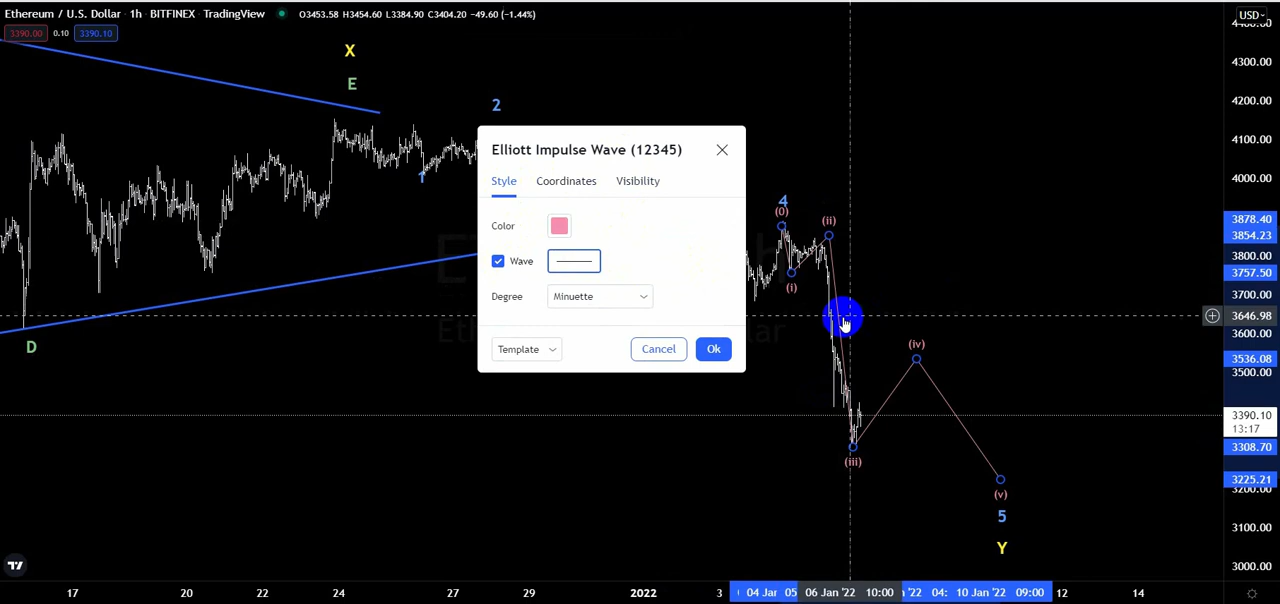 Ethereum / U.S. Dollar · 1h · BITFINEX · TradingView O3453.58 H3454.60 L3384.90 C3404.20 −49.60 (−1.44%)
3390.00 0.10 3390.10
USD
X
E
2
1
D
Elliott Impulse Wave (12345)
Style Coordinates Visibility
Color
Wave
Degree Minuette
Template Cancel Ok
4
(0)
(i)
(ii)
(iii)
(iv)
(v)
5
Y
4400.00
4300.00
4200.00
4100.00
4000.00
3878.40
3854.23
3800.00
3757.50
3700.00
3646.98
3600.00
3536.08
3500.00
3390.10
13:17
3308.70
3225.21
3200.00
3100.00
3000.00
17 20 22 24 27 29 2022 3 04 Jan 05 06 Jan '22 10:00 '22 04: 10 Jan '22 09:00 12 14